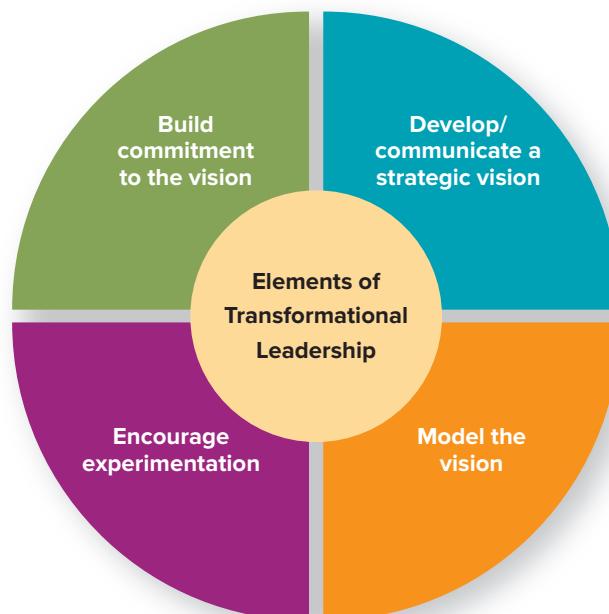 Build
commitment
to the vision
Develop/
communicate a
strategic vision
Elements of
Transformational
Leadership
Encourage
experimentation
Model the
vision